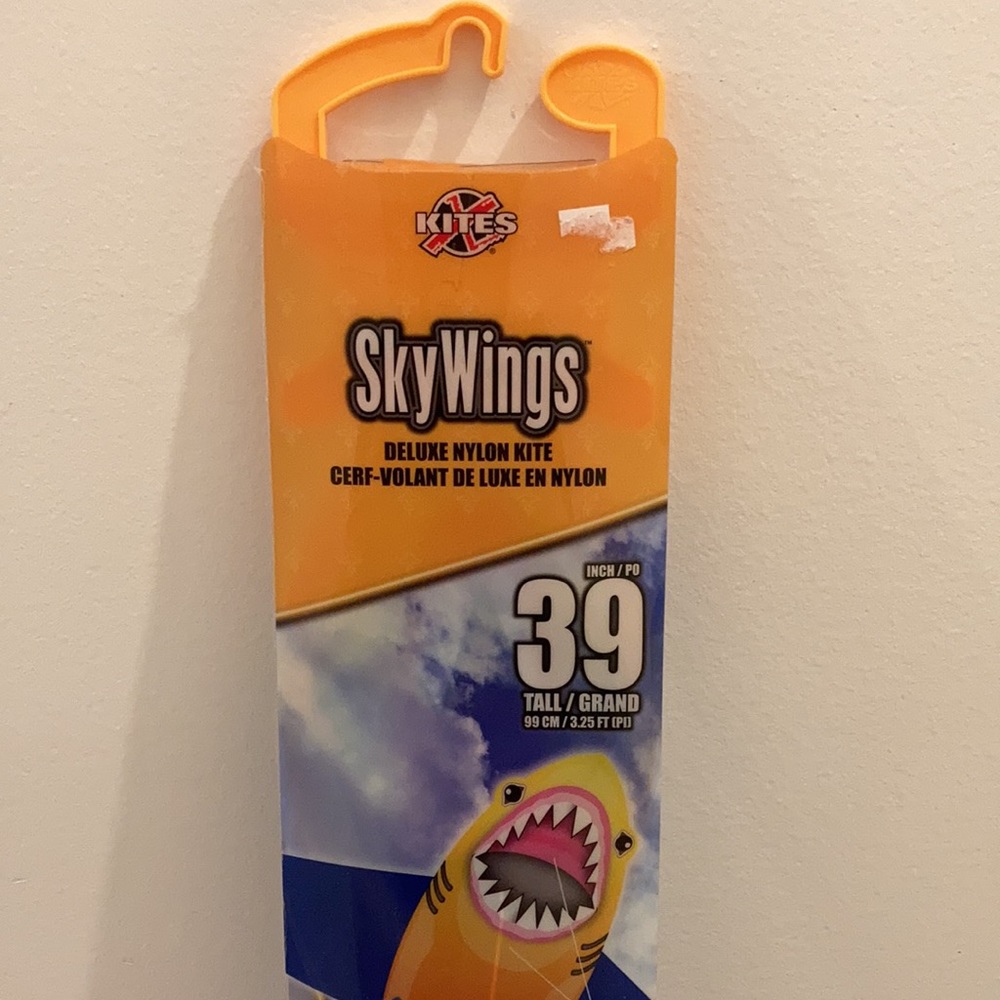 X KITES
SkyWings™
DELUXE NYLON KITE
CERF-VOLANT DE LUXE EN NYLON
INCH / PO
39
TALL / GRAND
99 CM / 3.25 FT (PI)